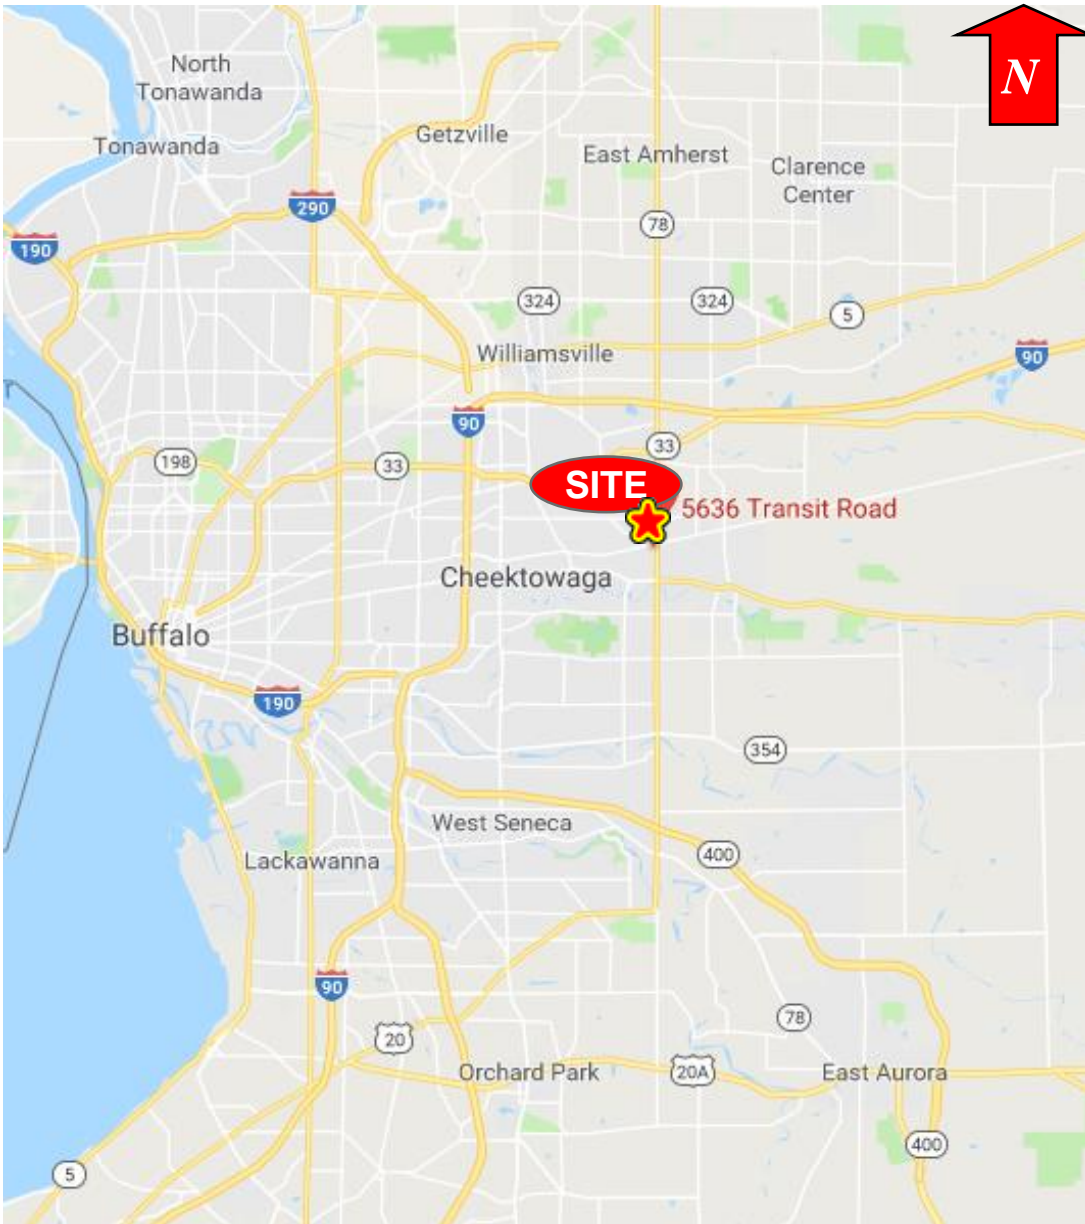 N
North
Tonawanda
Getzville
Tonawanda
East Amherst
Clarence
Center
290
78
190
324
324
5
Williamsville
90
90
33
198
33
SITE
5636 Transit Road
Cheektowaga
Buffalo
190
354
West Seneca
400
Lackawanna
90
78
20
Orchard Park
20A
East Aurora
400
5